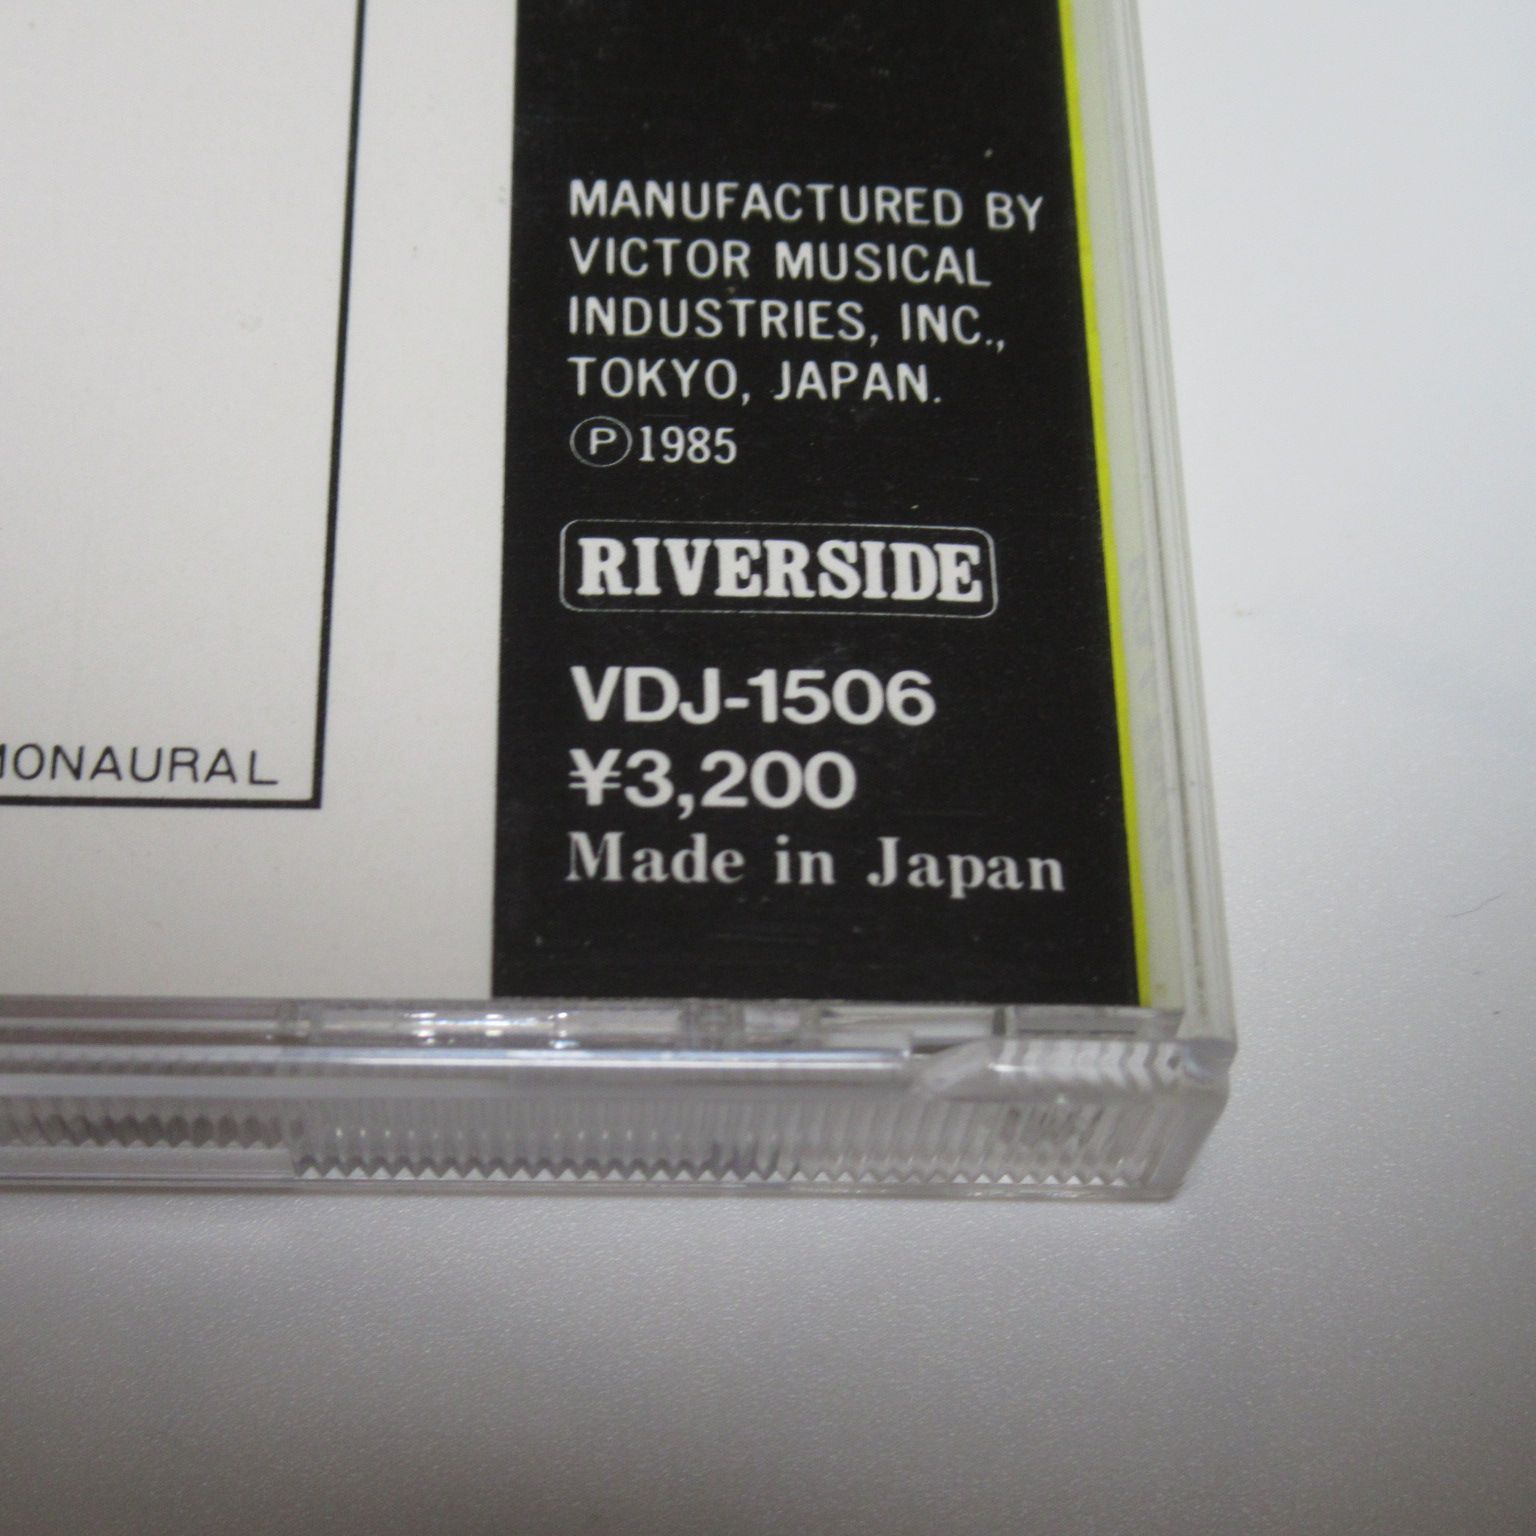 MANUFACTURED BY
VICTOR MUSICAL
INDUSTRIES, INC.,
TOKYO, JAPAN.
Ⓟ1985
RIVERSIDE
VDJ-1506
¥3,200
Made in Japan
MONAURAL